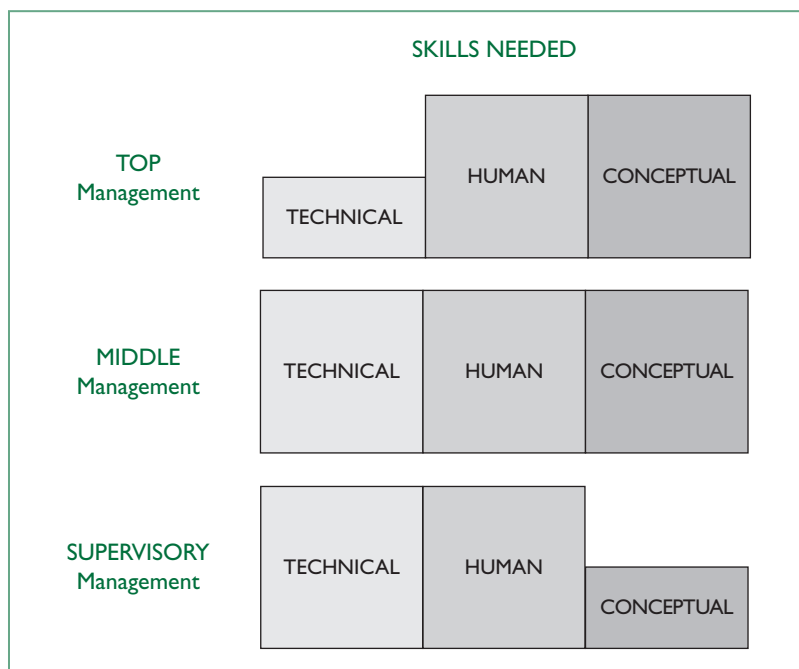 SKILLS NEEDED
TOP
Management
TECHNICAL
HUMAN
CONCEPTUAL
MIDDLE
Management
TECHNICAL
HUMAN
CONCEPTUAL
SUPERVISORY
Management
TECHNICAL
HUMAN
CONCEPTUAL